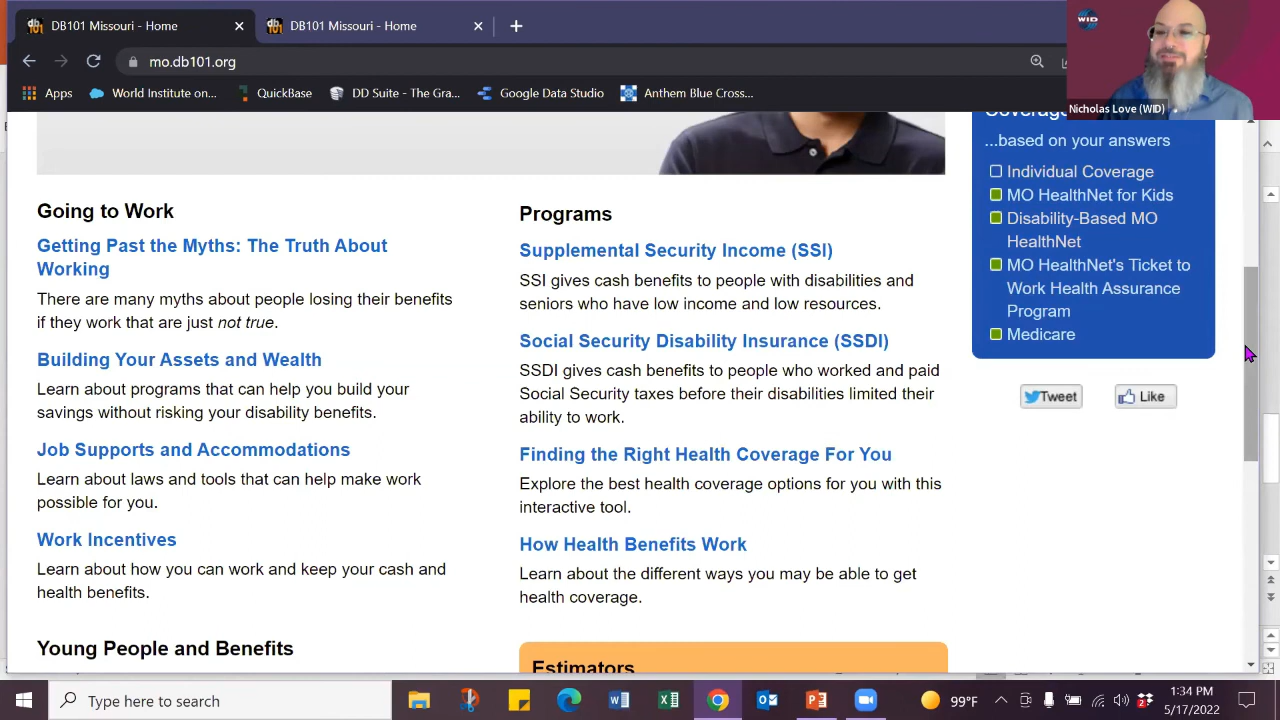 DB101 Missouri - Home
DB101 Missouri - Home
mo.db101.org
Apps
World Institute on...
QuickBase
DD Suite - The Gra...
Google Data Studio
Anthem Blue Cross...
WID
Nicholas Love (WID)
Going to Work
Getting Past the Myths: The Truth About
Working
There are many myths about people losing their benefits
if they work that are just not true.
Building Your Assets and Wealth
Learn about programs that can help you build your
savings without risking your disability benefits.
Job Supports and Accommodations
Learn about laws and tools that can help make work
possible for you.
Work Incentives
Learn about how you can work and keep your cash and
health benefits.
Young People and Benefits
Programs
Supplemental Security Income (SSI)
SSI gives cash benefits to people with disabilities and
seniors who have low income and low resources.
Social Security Disability Insurance (SSDI)
SSDI gives cash benefits to people who worked and paid
Social Security taxes before their disabilities limited their
ability to work.
Finding the Right Health Coverage For You
Explore the best health coverage options for you with this
interactive tool.
How Health Benefits Work
Learn about the different ways you may be able to get
health coverage.
Estimators
Coverage
...based on your answers
Individual Coverage
MO HealthNet for Kids
Disability-Based MO
HealthNet
MO HealthNet's Ticket to
Work Health Assurance
Program
Medicare
Tweet
Like
Type here to search
99°F
2
1:34 PM
5/17/2022